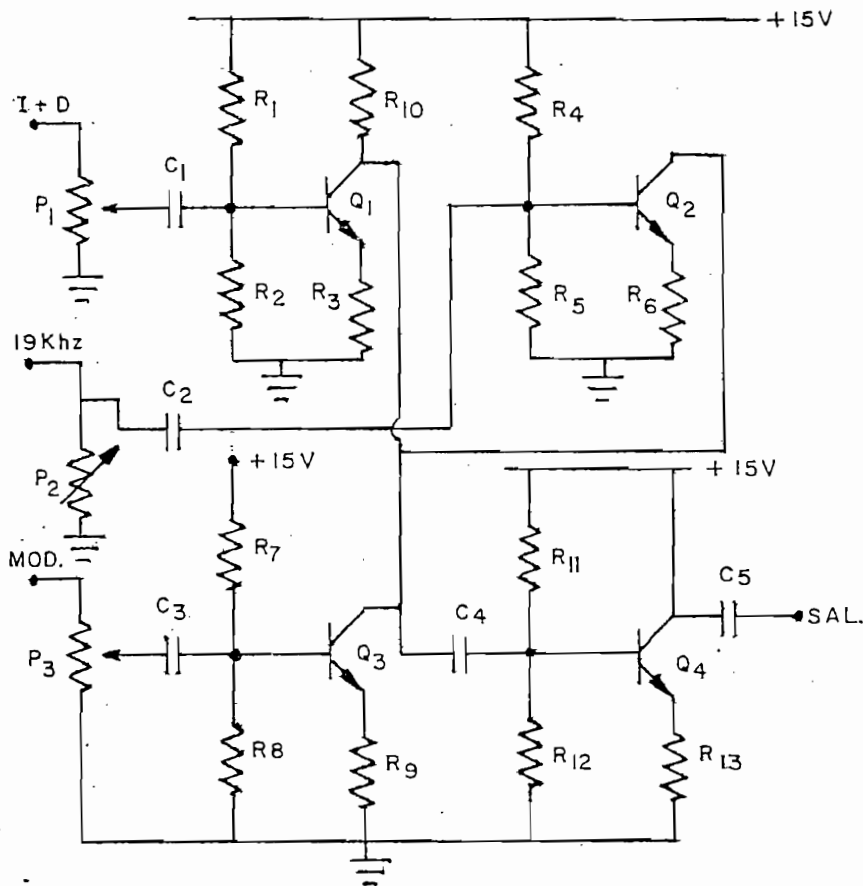 +15V
I+D
R1
R10
R4
C1
P1
Q1
Q2
R2
R3
R5
R6
19Khz
C2
P2
+15V
+15V
MOD.
R7
R11
C5
C3
C4
SAL.
P3
Q3
Q4
R8
R9
R12
R13